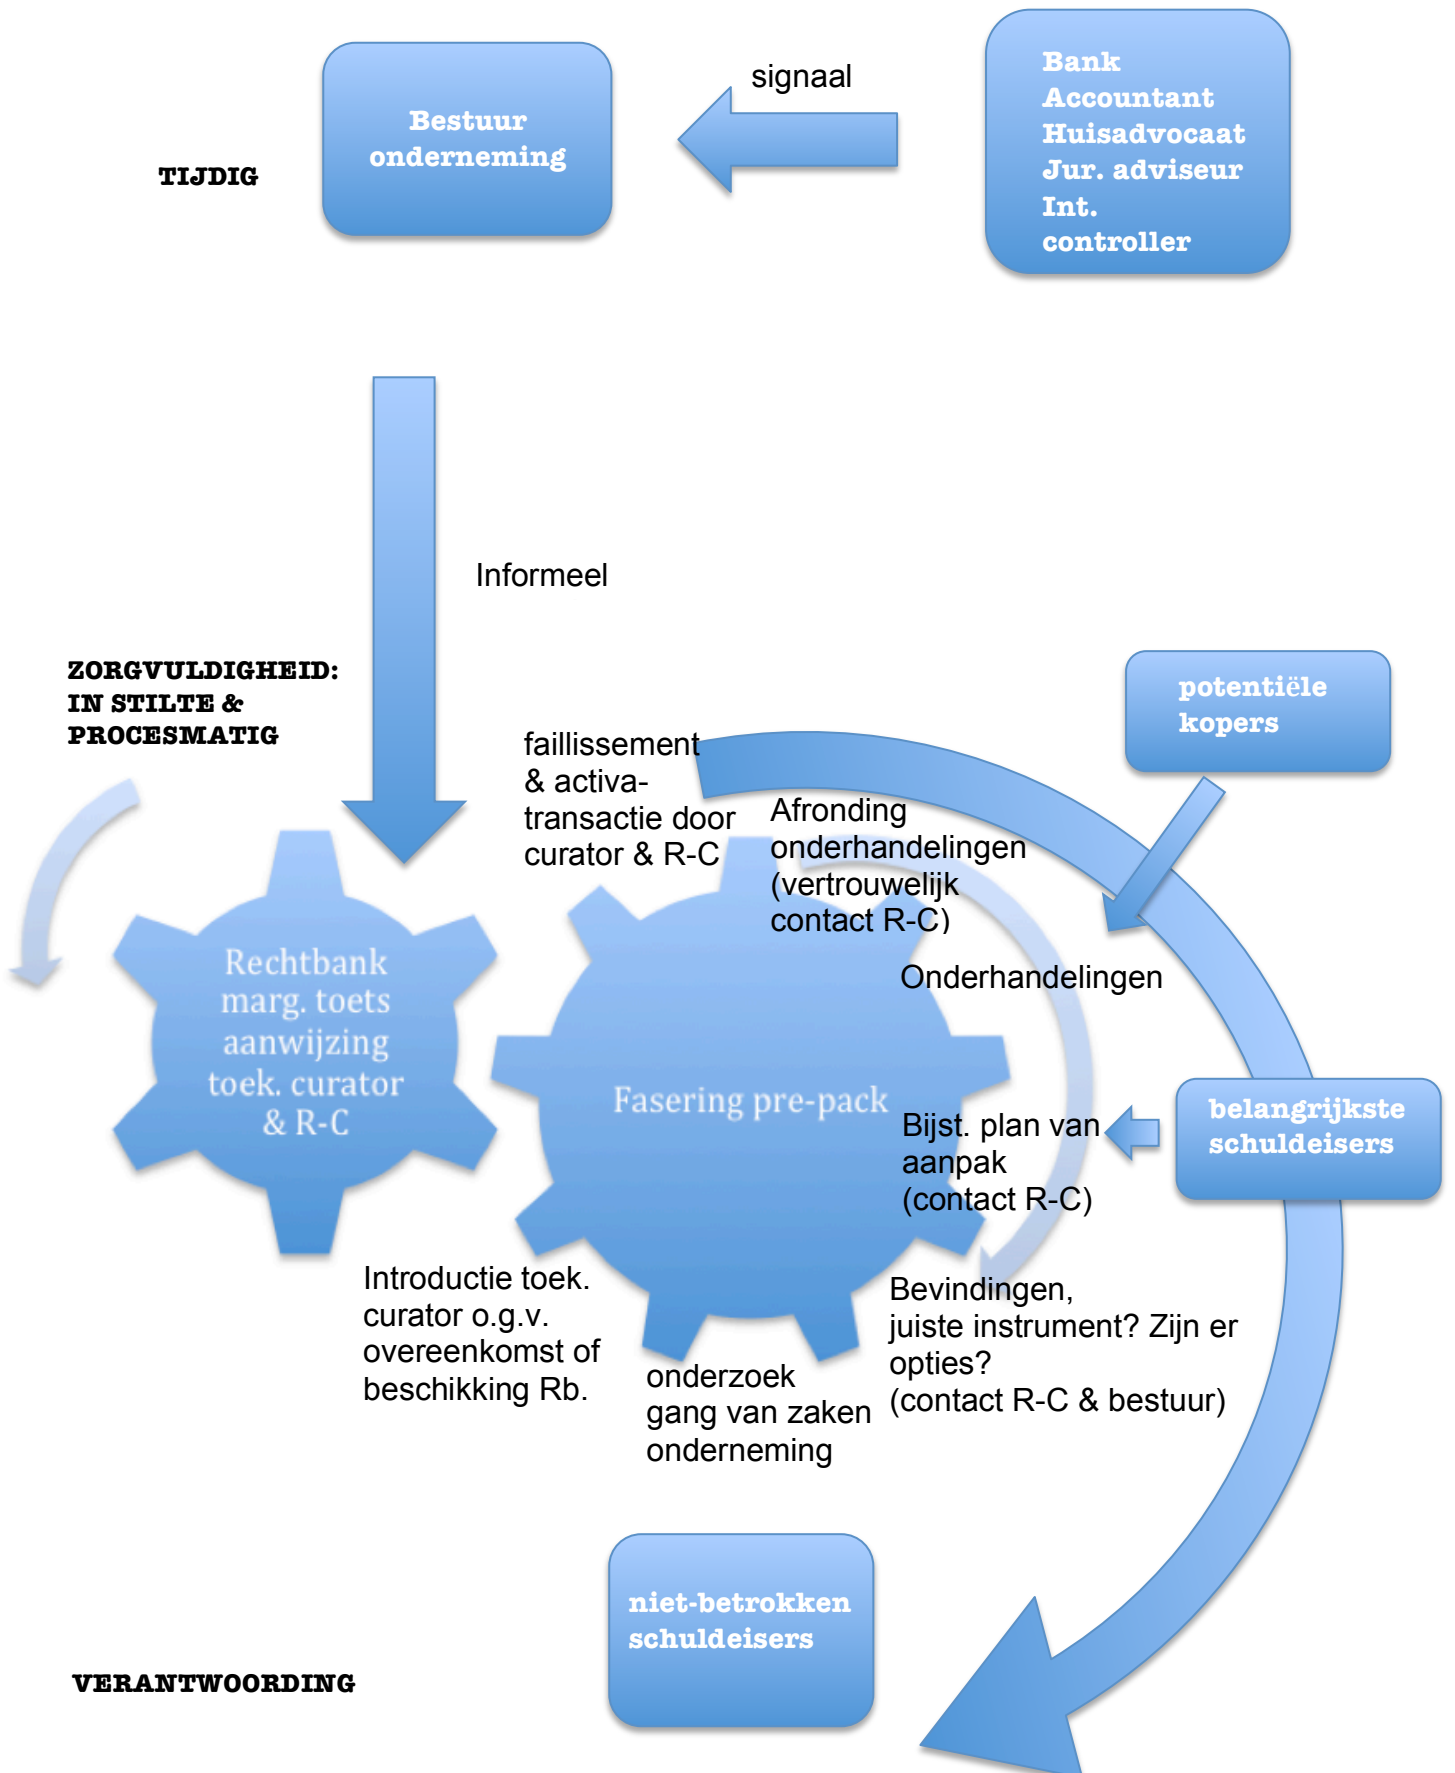 signaal
Bank
Accountant
Huisadvocaat
Jur. adviseur
Int.
controller
Bestuur
onderneming
TIJDIG
Informeel
ZORGVULDIGHEID:
IN STILTE &
PROCESMATIG
potentiële
kopers
faillissement
& activa-
transactie door
curator & R-C
Afronding
onderhandelingen
(vertrouwelijk
contact R-C)
Onderhandelingen
Rechtbank
marg. toets
aanwijzing
toek. curator
& R-C
Fasering pre-pack
Bijst. plan van
aanpak
(contact R-C)
belangrijkste
schuldeisers
Introductie toek.
curator o.g.v.
overeenkomst of
beschikking Rb.
onderzoek
gang van zaken
onderneming
Bevindingen,
juiste instrument? Zijn er
opties?
(contact R-C & bestuur)
niet-betrokken
schuldeisers
VERANTWOORDING